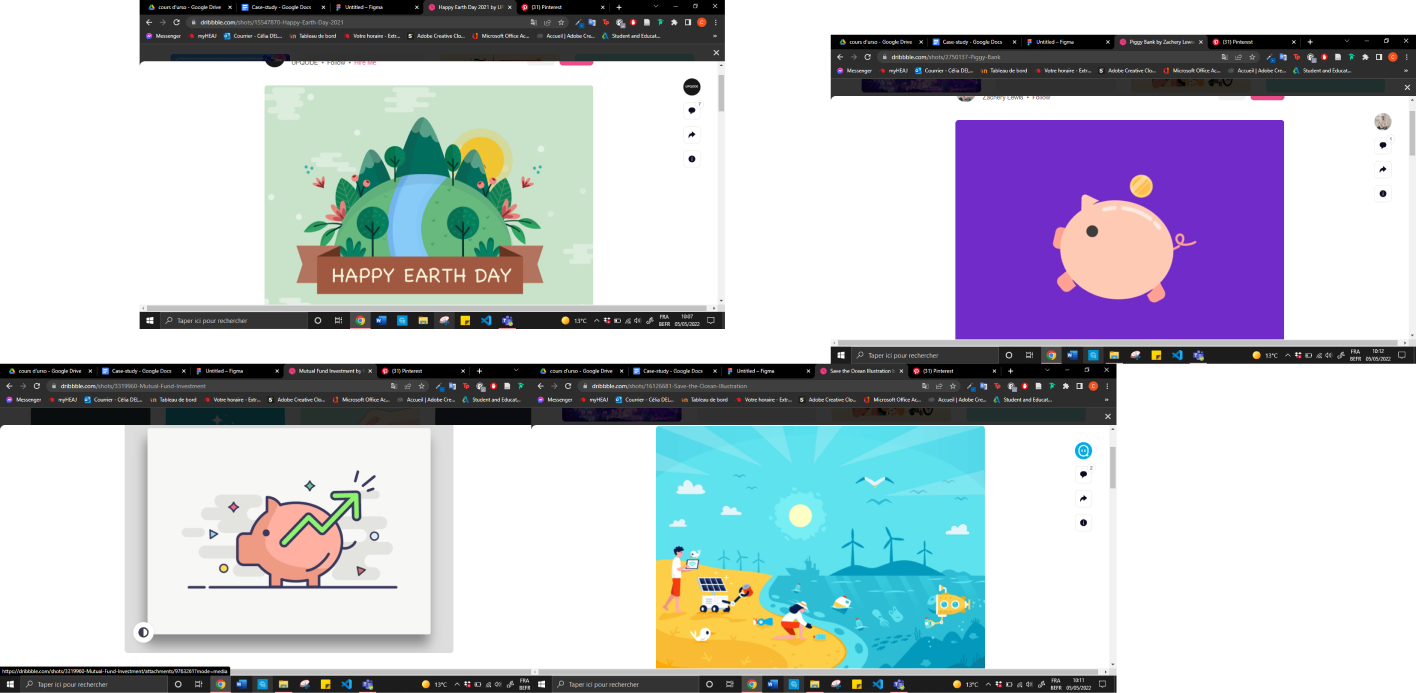 cours d'urso - Google Drive
Case-study - Google Docs
Untitled – Figma
Happy Earth Day 2021 by U
(31) Pinterest
dribbble.com/shots/15547870-Happy-Earth-Day-2021
Messenger myHEAJ Courrier - Célia DEL... Tableau de bord Votre horaire - Extr... Adobe Creative Clo... Microsoft Office Ac... Accueil | Adobe Cre... Student and Educat...
UPQODE • Follow • Hire Me
HAPPY EARTH DAY
Taper ici pour rechercher
13°C
FRA
BEFR
10:07
05/05/2022
cours d'urso - Google Drive
Case-study - Google Docs
Untitled – Figma
Piggy Bank by Zachery Lewis
(31) Pinterest
dribbble.com/shots/2750137-Piggy-Bank
Messenger myHEAJ Courrier - Célia DEL... Tableau de bord Votre horaire - Extr... Adobe Creative Clo... Microsoft Office Ac... Accueil | Adobe Cre... Student and Educat...
Zachery Lewis • Follow
Taper ici pour rechercher
13°C
FRA
BEFR
10:12
05/05/2022
cours d'urso - Google Drive
Case-study - Google Docs
Untitled – Figma
Mutual Fund Investment by
(31) Pinterest
dribbble.com/shots/3319960-Mutual-Fund-Investment
Messenger myHEAJ Courrier - Célia DEL... Tableau de bord Votre horaire - Extr... Adobe Creative Clo... Microsoft Office Ac... Accueil | Adobe Cre... Student and Educat...
https://dribbble.com/shots/3319960-Mutual-Fund-Investment/attachments/9763261?mode=media
Taper ici pour rechercher
13°C
FRA
BEFR
cours d'urso - Google Drive
Case-study - Google Docs
Untitled – Figma
Save the Ocean Illustration
(31) Pinterest
dribbble.com/shots/16126681-Save-the-Ocean-Illustration
Messenger myHEAJ Courrier - Célia DEL... Tableau de bord Votre horaire - Extr... Adobe Creative Clo... Microsoft Office Ac... Accueil | Adobe Cre... Student and Educat...
Taper ici pour rechercher
13°C
FRA
BEFR
10:11
05/05/2022